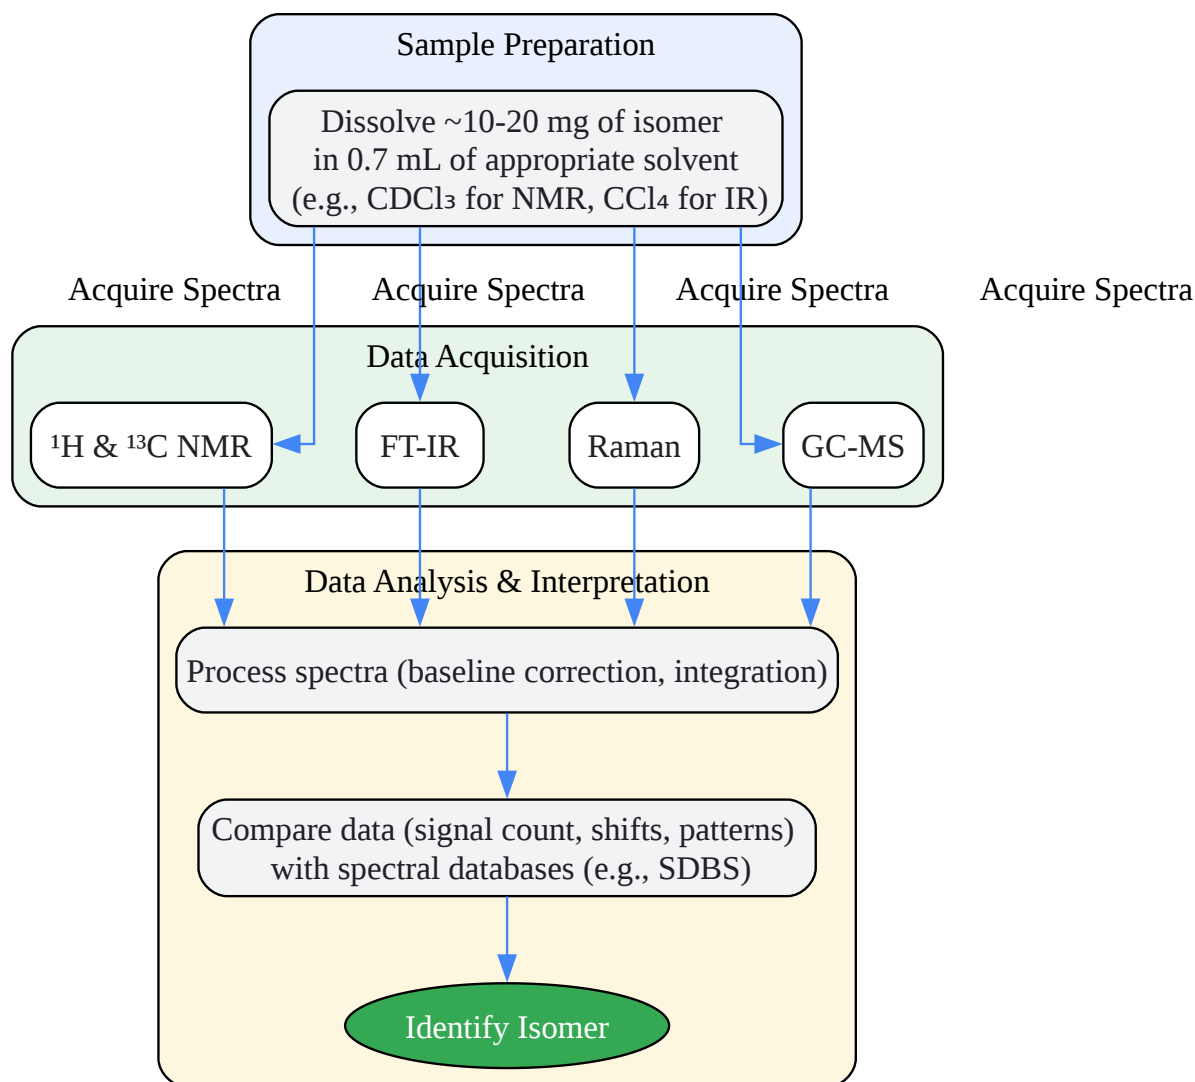 Sample Preparation
Dissolve ~10-20 mg of isomer
in 0.7 mL of appropriate solvent
(e.g., CDCl₃ for NMR, CCl₄ for IR)
Acquire Spectra
Acquire Spectra
Acquire Spectra
Acquire Spectra
Data Acquisition
¹H & ¹³C NMR
FT-IR
Raman
GC-MS
Data Analysis & Interpretation
Process spectra (baseline correction, integration)
Compare data (signal count, shifts, patterns)
with spectral databases (e.g., SDBS)
Identify Isomer